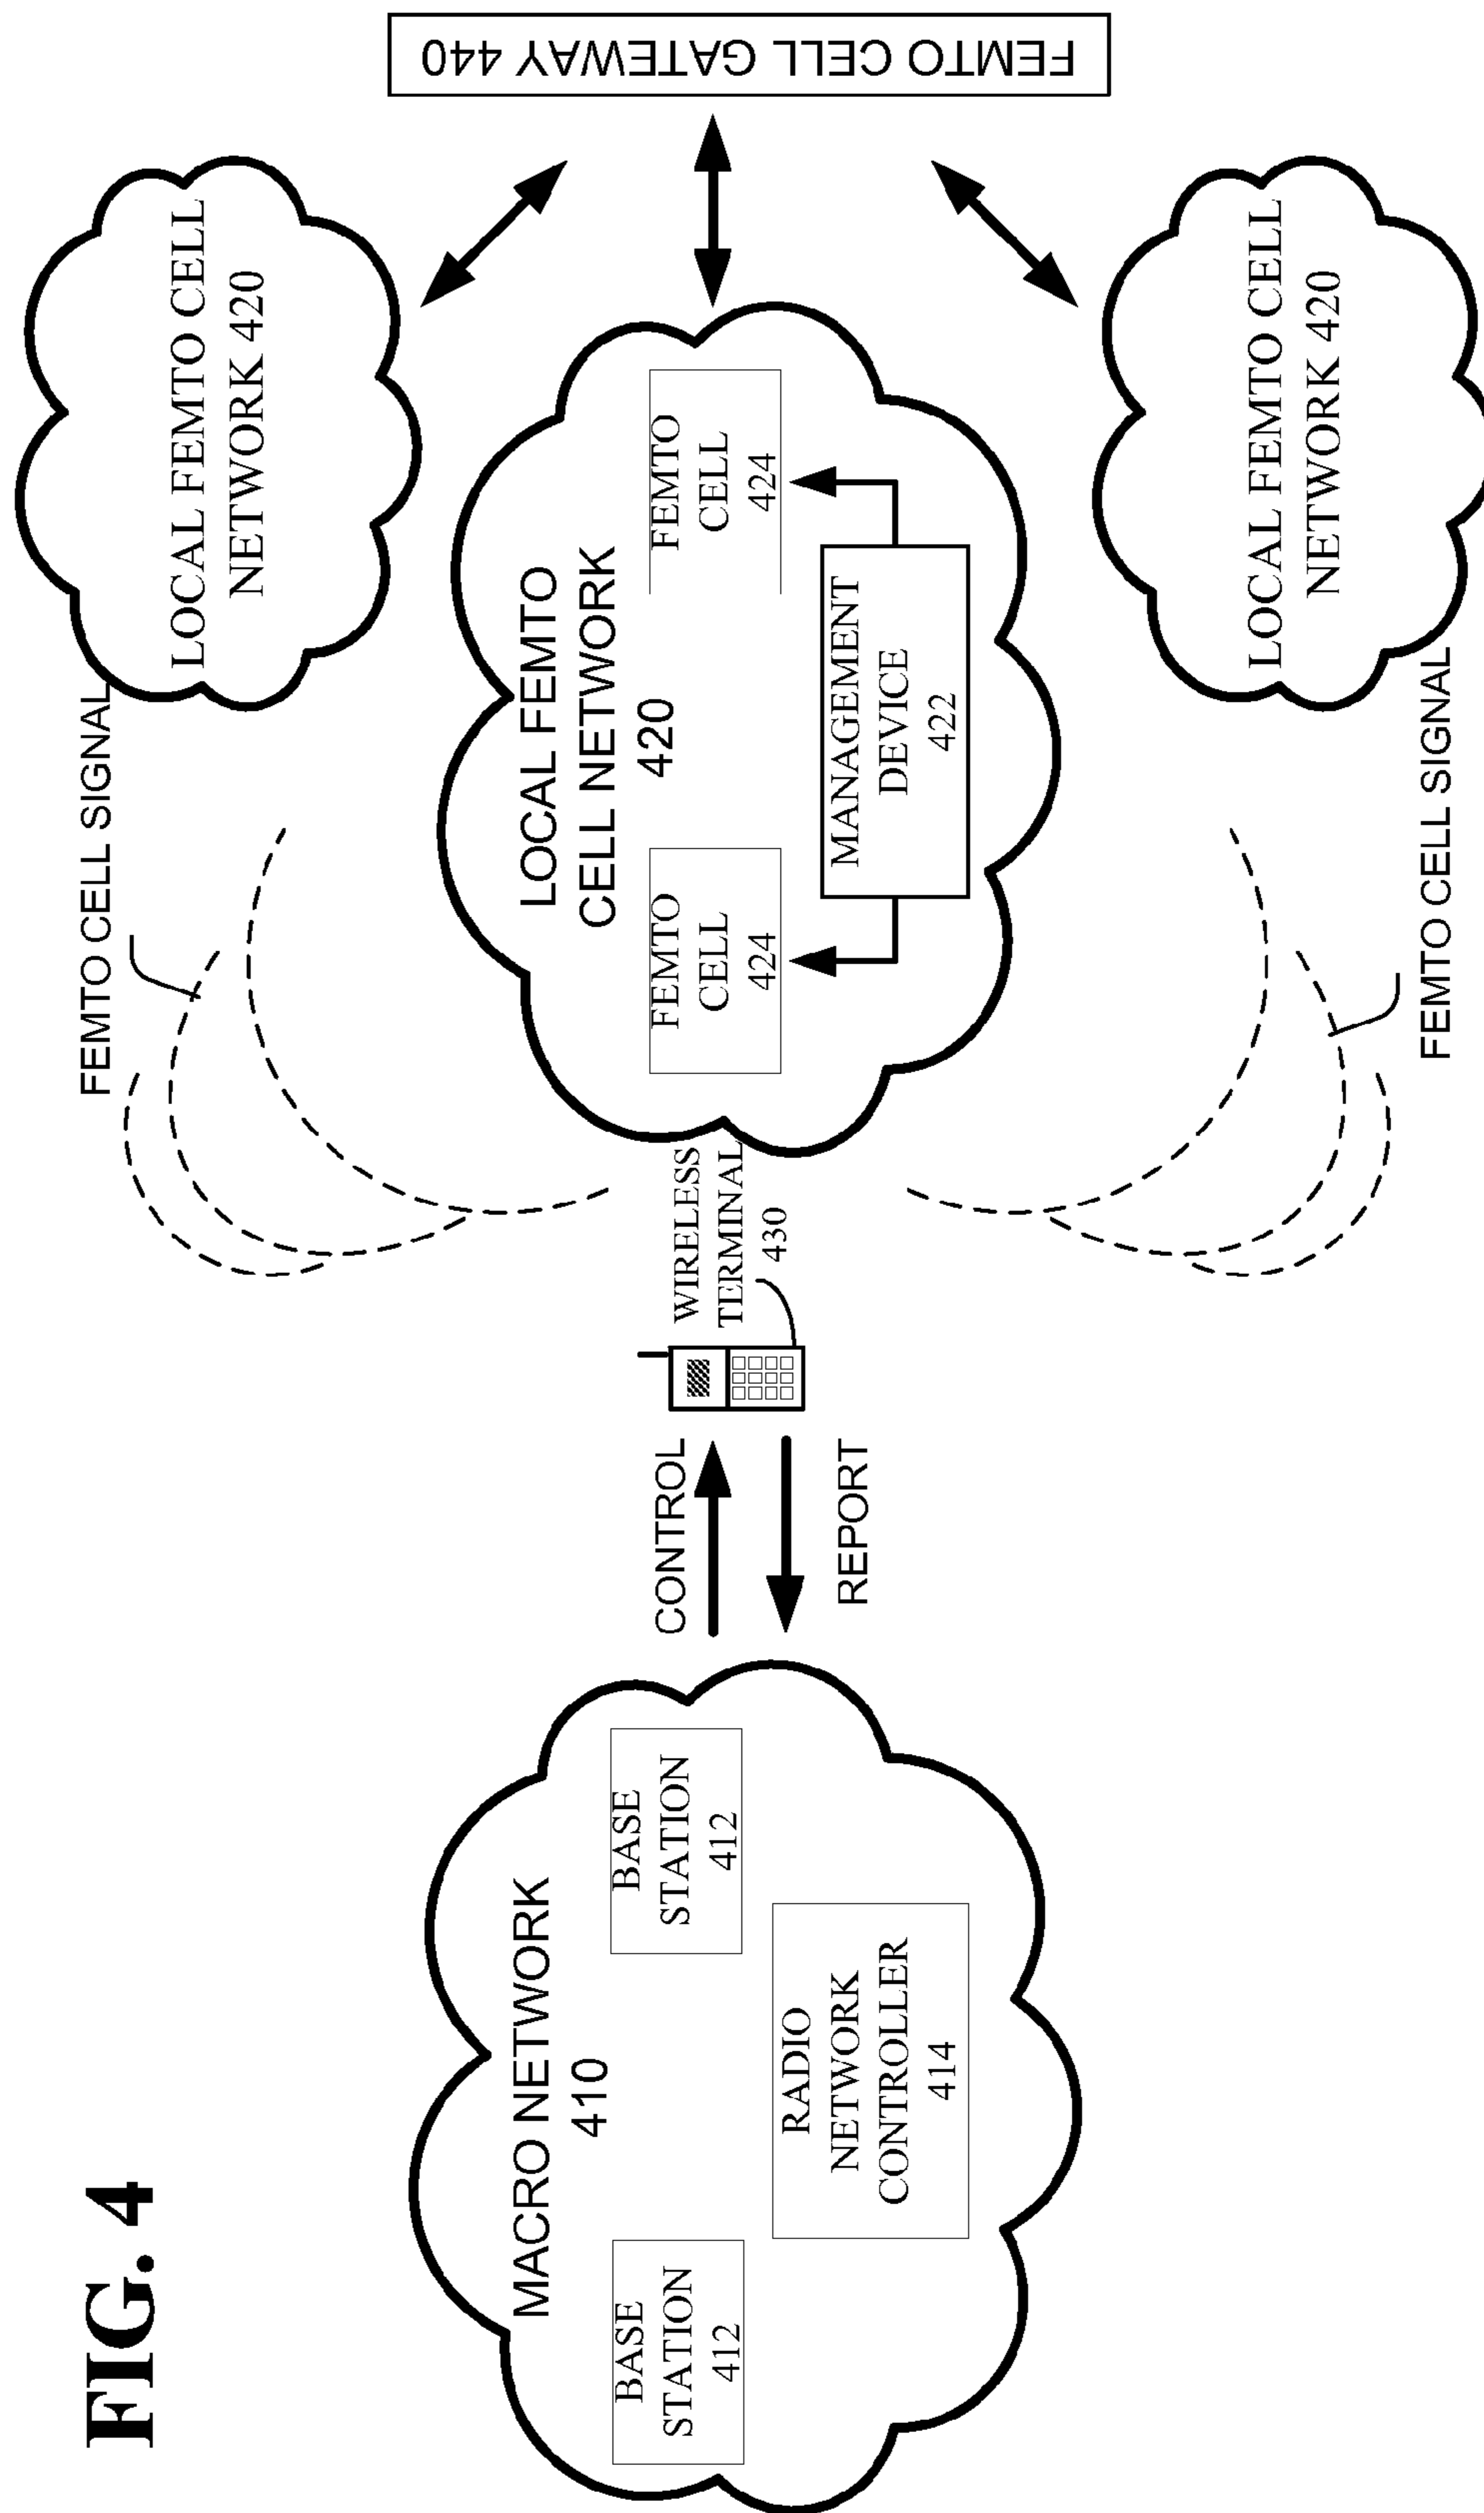 FIG. 4
MACRO NETWORK
410
BASE
STATION
412
BASE
STATION
412
RADIO
NETWORK
CONTROLLER
414
CONTROL
REPORT
WIRELESS
TERMINAL
430
FEMTO CELL SIGNAL
LOCAL FEMTO CELL
NETWORK 420
LOCAL FEMTO
CELL NETWORK
420
FEMTO
CELL
424
FEMTO
CELL
424
MANAGEMENT
DEVICE
422
FEMTO CELL SIGNAL
LOCAL FEMTO CELL
NETWORK 420
FEMTO CELL GATEWAY 440